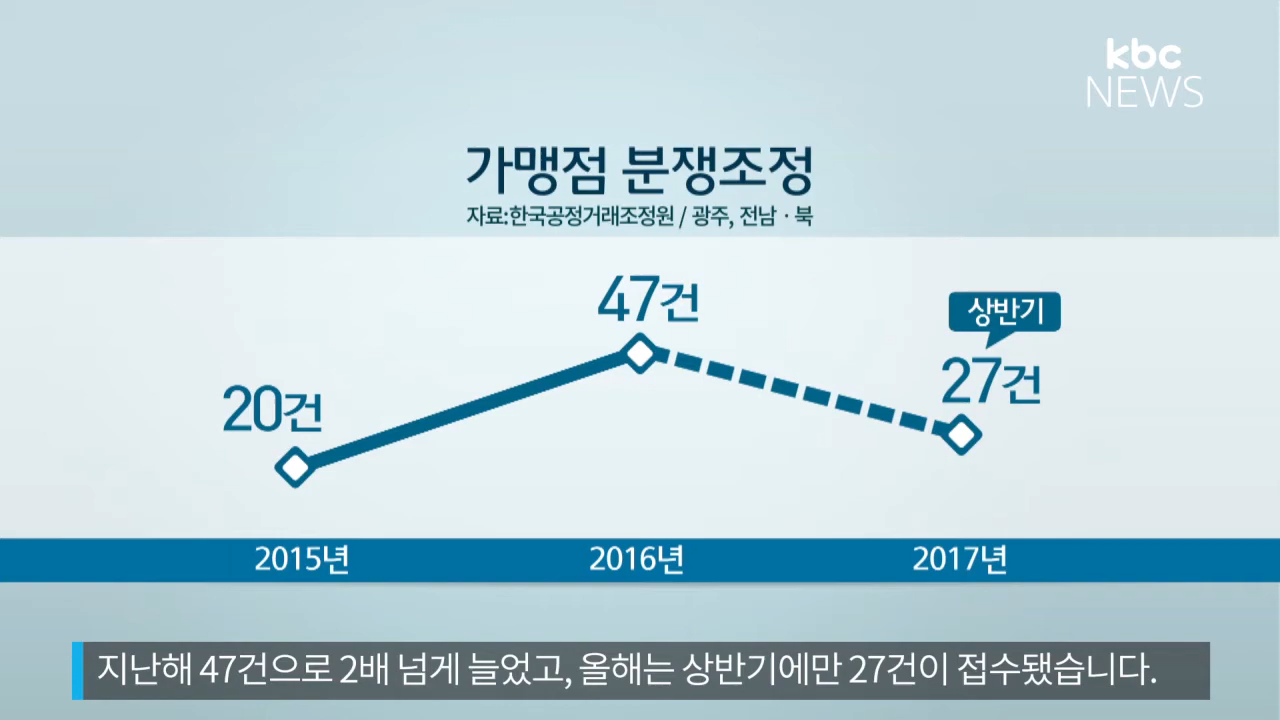 kbc
NEWS
가맹점 분쟁조정
자료:한국공정거래조정원 / 광주, 전남·북
47건
상반기
27건
20건
2015년 2016년 2017년
지난해 47건으로 2배 넘게 늘었고, 올해는 상반기에만 27건이 접수됐습니다.